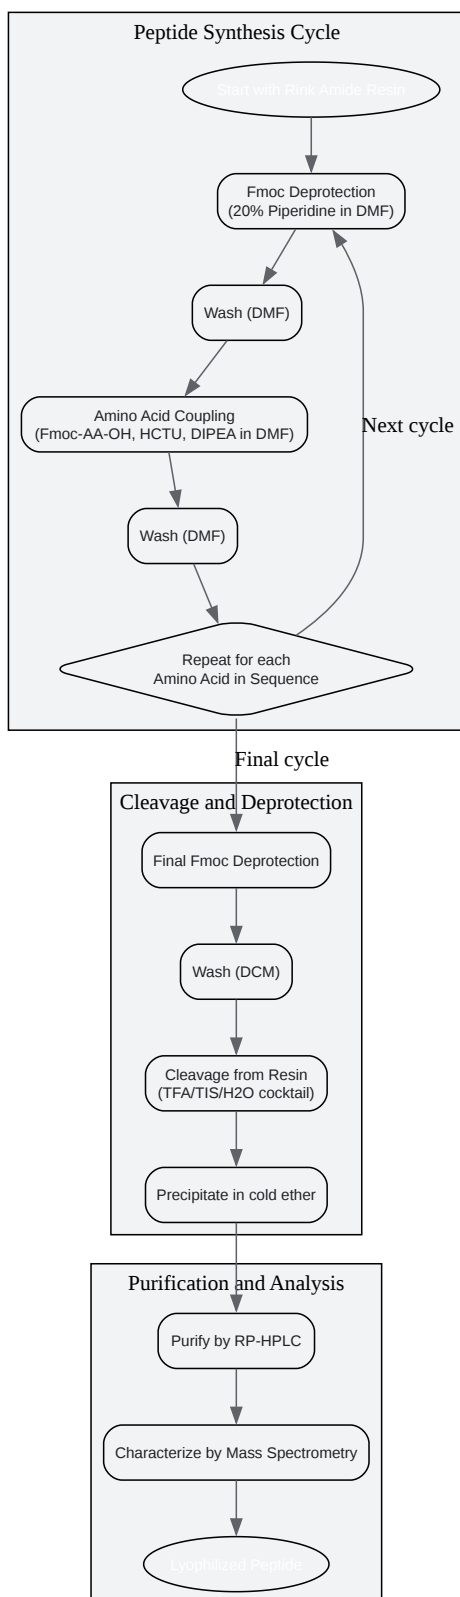 Peptide Synthesis Cycle
Start with Rink Amide Resin
Fmoc Deprotection
(20% Piperidine in DMF)
Wash (DMF)
Amino Acid Coupling
(Fmoc-AA-OH, HCTU, DIPEA in DMF)
Next cycle
Wash (DMF)
Repeat for each
Amino Acid in Sequence
Final cycle
Cleavage and Deprotection
Final Fmoc Deprotection
Wash (DCM)
Cleavage from Resin
(TFA/TIS/H2O cocktail)
Precipitate in cold ether
Purification and Analysis
Purify by RP-HPLC
Characterize by Mass Spectrometry
Lyophilized Peptide